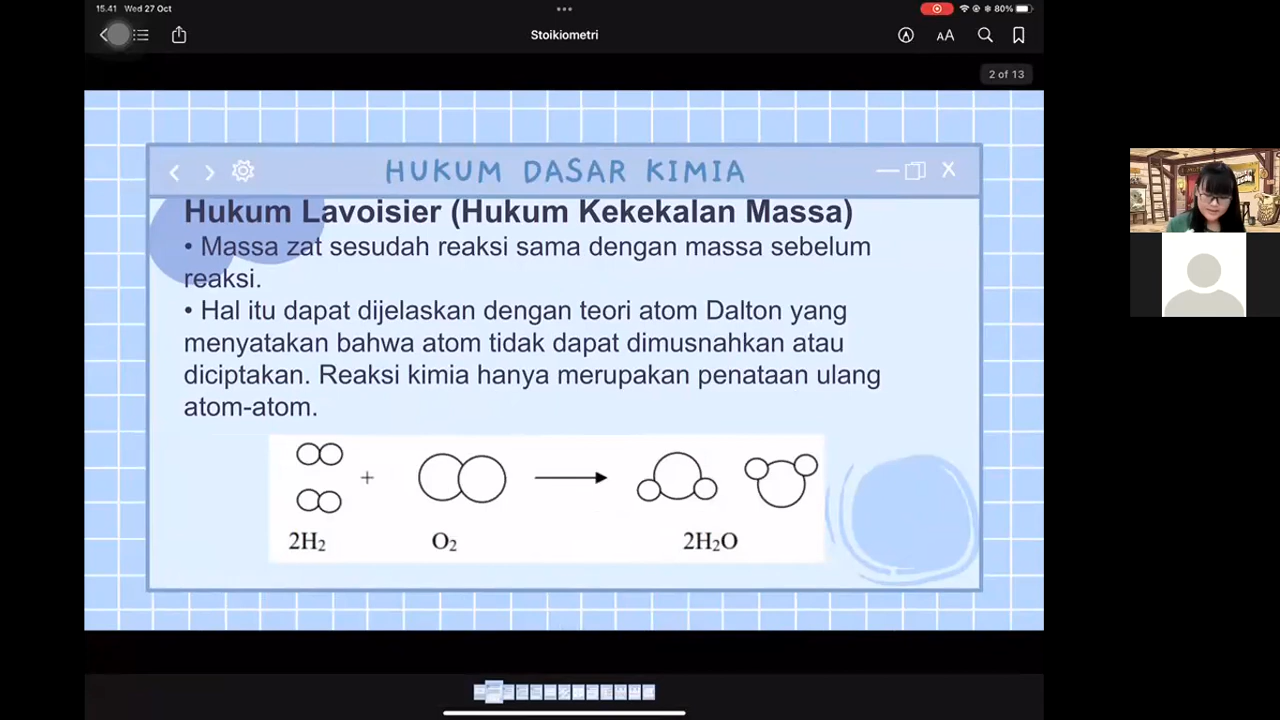 15.41 Wed 27 Oct
80%
Stoikiometri
AA
2 of 13
HUKUM DASAR KIMIA
Hukum Lavoisier (Hukum Kekekalan Massa)
• Massa zat sesudah reaksi sama dengan massa sebelum
reaksi.
• Hal itu dapat dijelaskan dengan teori atom Dalton yang
menyatakan bahwa atom tidak dapat dimusnahkan atau
diciptakan. Reaksi kimia hanya merupakan penataan ulang
atom-atom.
+
2H₂ O₂ 2H₂O